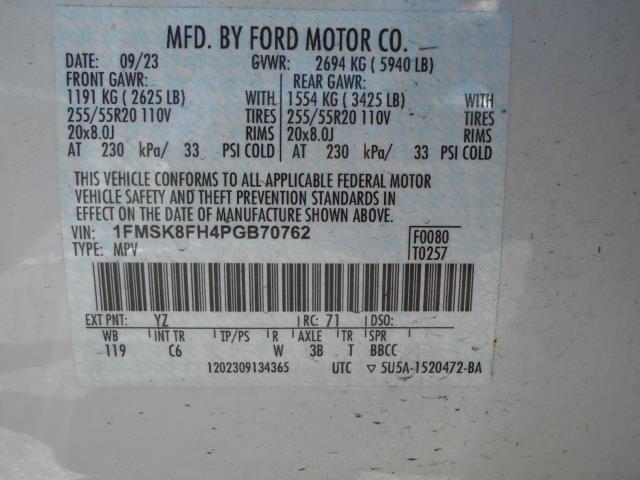 MFD. BY FORD MOTOR CO.
DATE: 09/23 GVWR: 2694 KG ( 5940 LB)
FRONT GAWR: REAR GAWR:
1191 KG ( 2625 LB) WITH 1554 KG ( 3425 LB) WITH
255/55R20 110V TIRES 255/55R20 110V TIRES
20x8.0J RIMS 20x8.0J RIMS
AT 230 kPa/ 33 PSI COLD AT 230 kPa/ 33 PSI COLD
THIS VEHICLE CONFORMS TO ALL APPLICABLE FEDERAL MOTOR
VEHICLE SAFETY AND THEFT PREVENTION STANDARDS IN
EFFECT ON THE DATE OF MANUFACTURE SHOWN ABOVE.
VIN: 1FMSK8FH4PGB70762 F0080
TYPE: MPV T0257
EXT PNT: YZ RC: 71 DSO:
WB INT TR TP/PS R AXLE TR SPR
119 C6 W 3B T BBCC
1202309134365 UTC ▽ 5U5A-1520472-BA